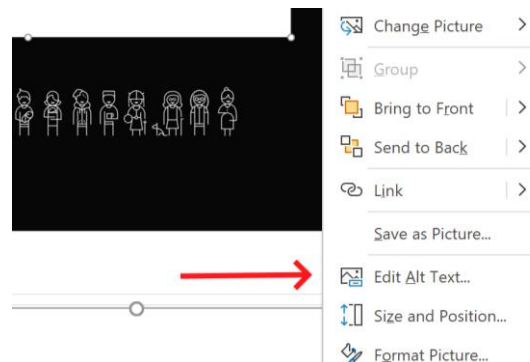 Change Picture
Group
Bring to Front
Send to Back
Link
Save as Picture...
Edit Alt Text...
Size and Position...
Format Picture...